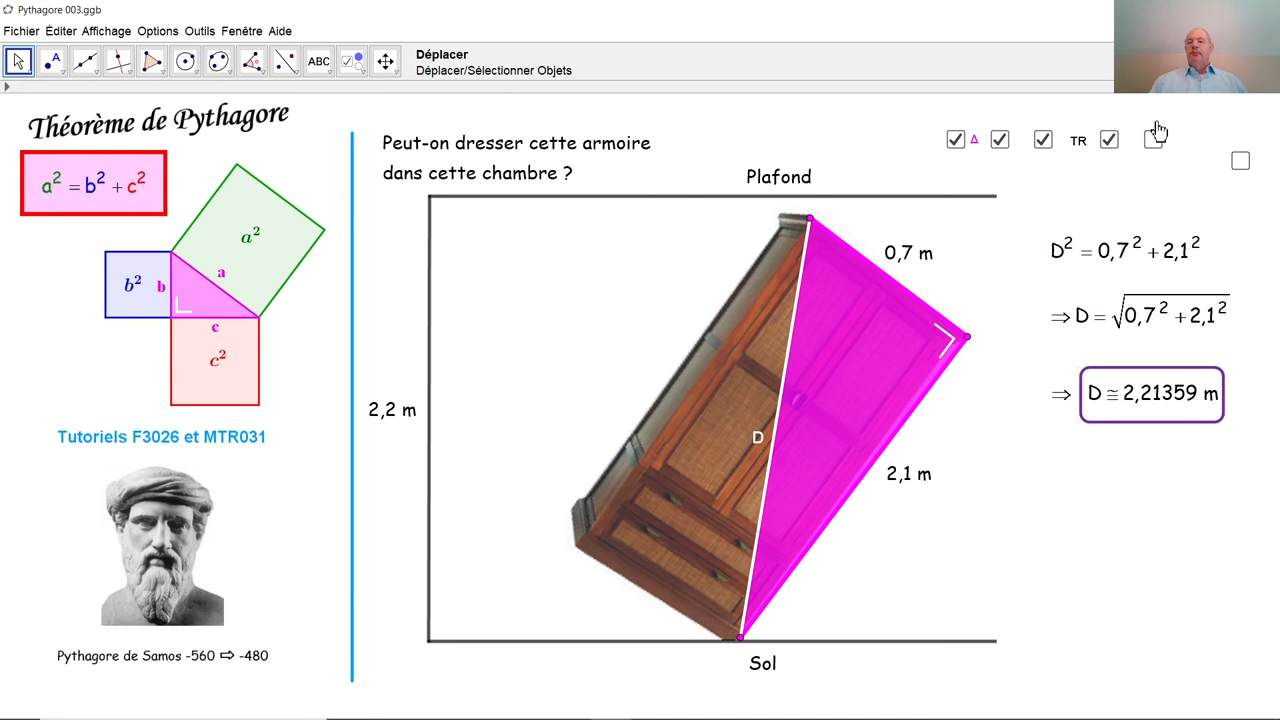 Pythagore 003.ggb
Fichier Éditer Affichage Options Outils Fenêtre Aide
A
ABC
Déplacer
Déplacer/Sélectionner Objets
Théorème de Pythagore
a² = b² + c²
a²
b²
b
a
c
c²
Tutoriels F3026 et MTR031
Pythagore de Samos -560 ⇨ -480
Peut-on dresser cette armoire
dans cette chambre ?
Δ
TR
Plafond
0,7 m
2,2 m
D
2,1 m
Sol
D² = 0,7² + 2,1²
⇒ D = √(0,7² + 2,1²)
⇒ D ≅ 2,21359 m